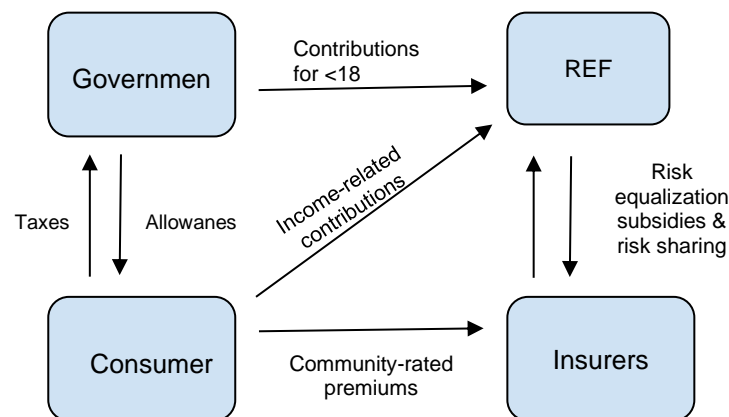 Governmen
Contributions
for <18
REF
Taxes
Allowanes
Income-related
contributions
Risk
equalization
subsidies &
risk sharing
Consumer
Community-rated
premiums
Insurers